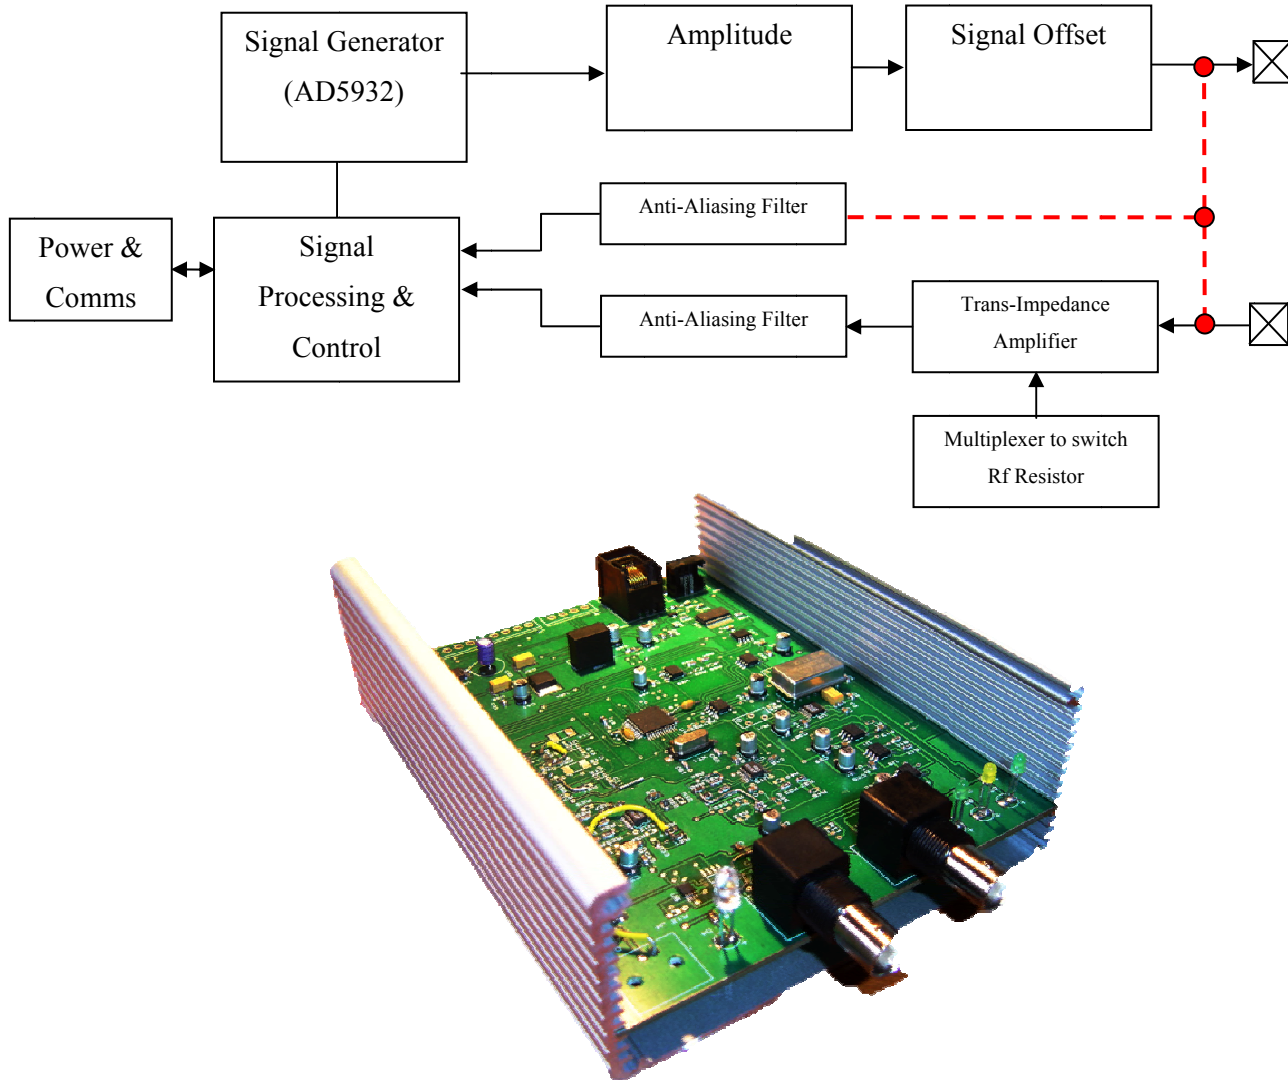 Signal Generator
(AD5932)
Amplitude
Signal Offset
Anti-Aliasing Filter
Power &
Comms
Signal
Processing &
Control
Anti-Aliasing Filter
Trans-Impedance
Amplifier
Multiplexer to switch
Rf Resistor